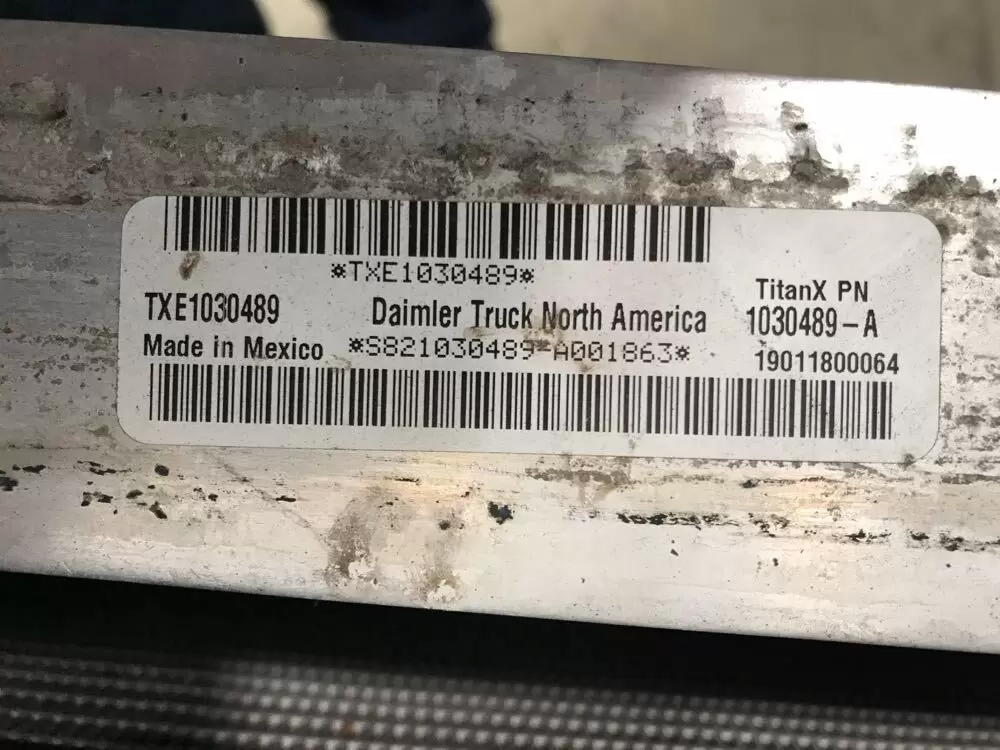 *TXE1030489*
TitanX PN
TXE1030489 Daimler Truck North America 1030489-A
Made in Mexico *S821030489-A001863* 19011800064